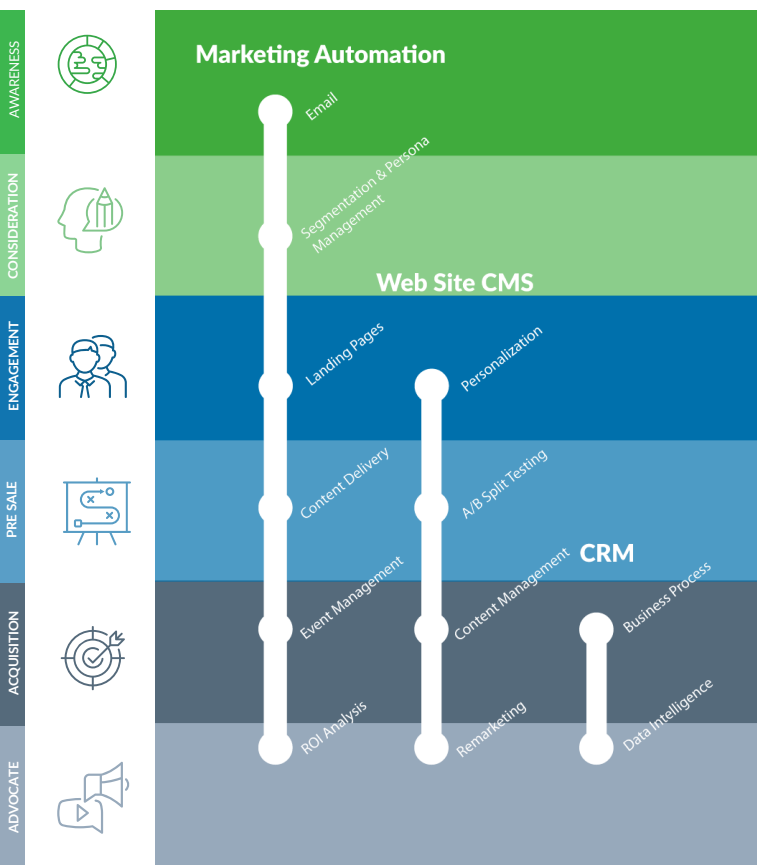 AWARENESS
Marketing Automation
Email
CONSIDERATION
Segmentation & Persona
Management
Web Site CMS
ENGAGEMENT
Landing Pages
Personalization
PRE SALE
Content Delivery
A/B Split Testing
CRM
ACQUISITION
Event Management
Content Management
Business Process
ADVOCATE
ROI Analysis
Remarketing
Data Intelligence